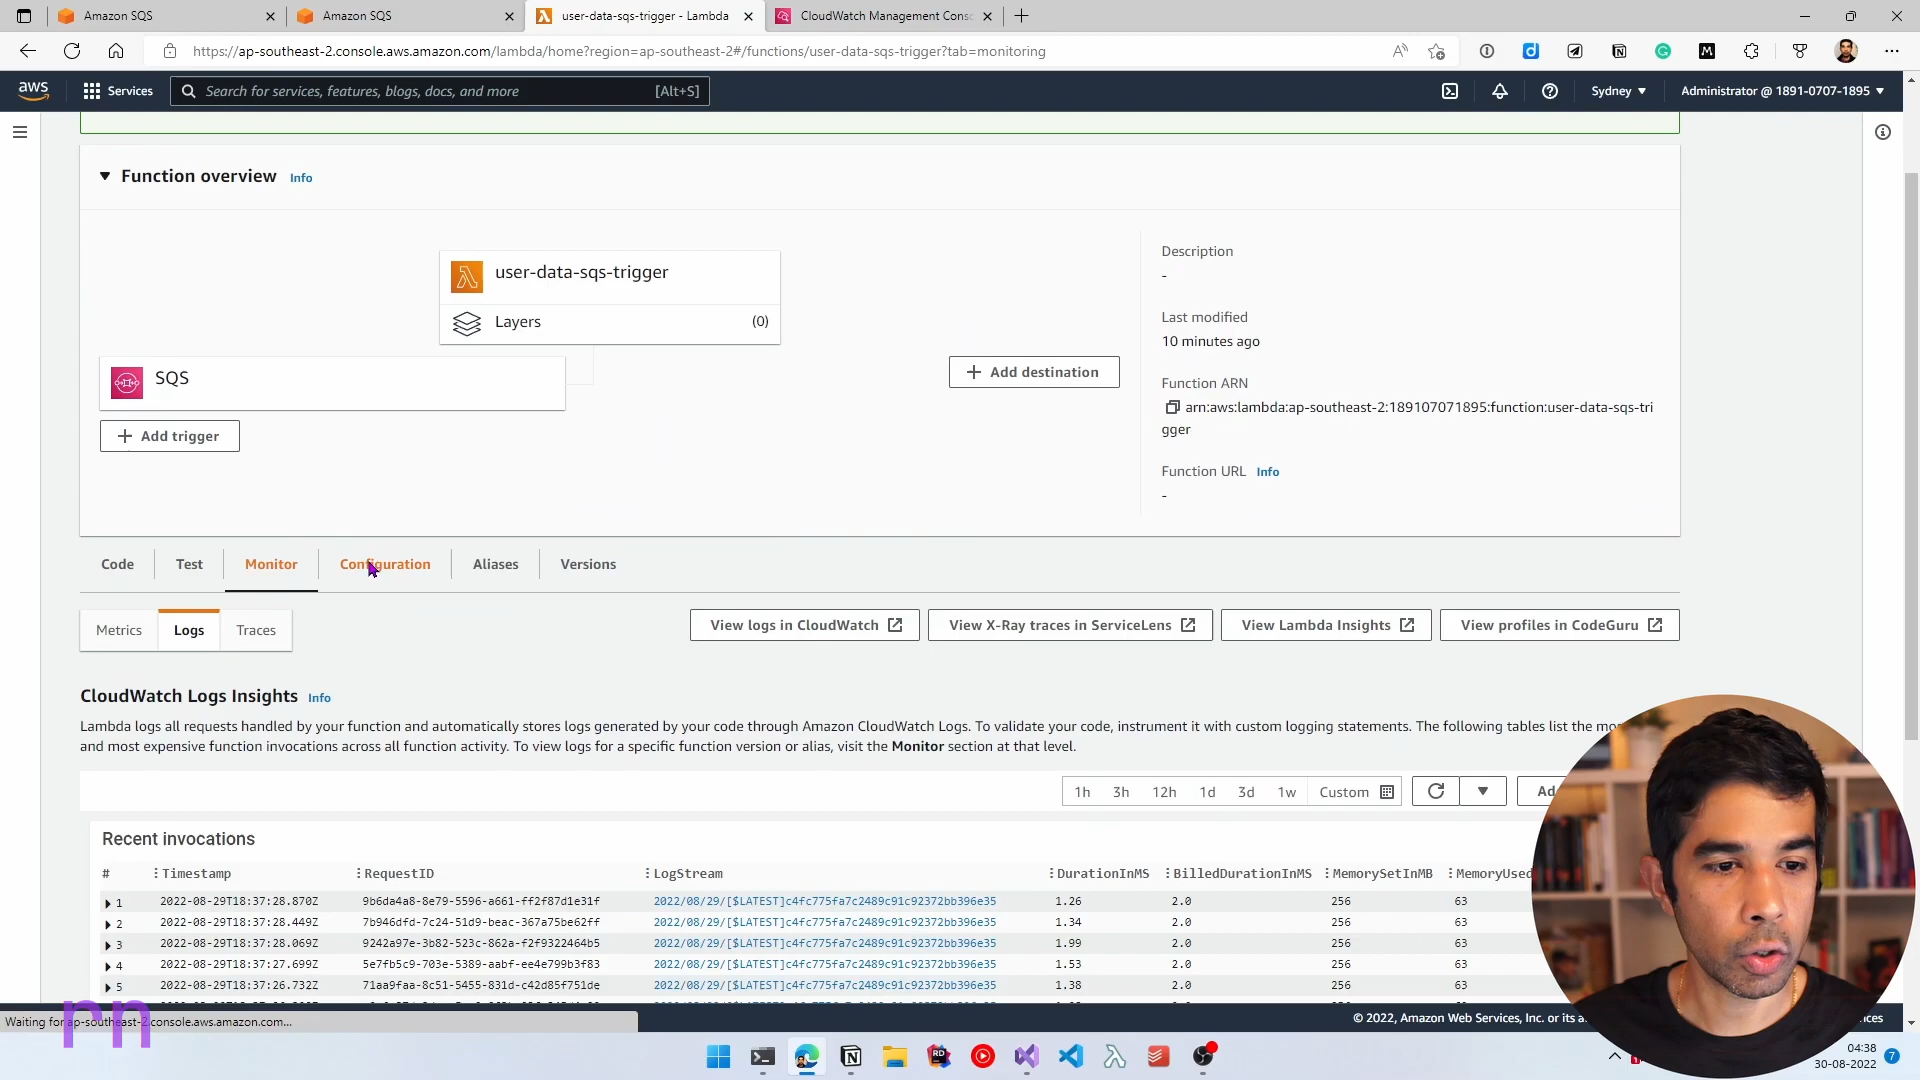 Amazon SQS
Amazon SQS
user-data-sqs-trigger - Lambda
CloudWatch Management Cons
https://ap-southeast-2.console.aws.amazon.com/lambda/home?region=ap-southeast-2#/functions/user-data-sqs-trigger?tab=monitoring
aws
Services
Search for services, features, blogs, docs, and more [Alt+S]
Sydney
Administrator @ 1891-0707-1895
Function overview Info
user-data-sqs-trigger
Layers (0)
SQS
+ Add trigger
+ Add destination
Description
-
Last modified
10 minutes ago
Function ARN
arn:aws:lambda:ap-southeast-2:189107071895:function:user-data-sqs-tri
gger
Function URL Info
-
Code
Test
Monitor
Configuration
Aliases
Versions
Metrics
Logs
Traces
View logs in CloudWatch
View X-Ray traces in ServiceLens
View Lambda Insights
View profiles in CodeGuru
CloudWatch Logs Insights Info
Lambda logs all requests handled by your function and automatically stores logs generated by your code through Amazon CloudWatch Logs. To validate your code, instrument it with custom logging statements. The following tables list the
and most expensive function invocations across all function activity. To view logs for a specific function version or alias, visit the Monitor section at that level.
1h 3h 12h 1d 3d 1w Custom
Recent invocations
# Timestamp RequestID LogStream DurationInMS BilledDurationInMS MemorySetInMB MemoryUsed
1 2022-08-29T18:37:28.870Z 9b6da4a8-8e79-5596-a661-ff2f87d1e31f 2022/08/29/[$LATEST]c4fc775fa7c2489c91c92372bb396e35 1.26 2.0 256 63
2 2022-08-29T18:37:28.449Z 7b946dfd-7c24-51d9-beac-367a75be62ff 2022/08/29/[$LATEST]c4fc775fa7c2489c91c92372bb396e35 1.34 2.0 256 63
3 2022-08-29T18:37:28.069Z 9242a97e-3b82-523c-862a-f2f9322464b5 2022/08/29/[$LATEST]c4fc775fa7c2489c91c92372bb396e35 1.99 2.0 256 63
4 2022-08-29T18:37:27.699Z 5e7fb5c9-703e-5389-aabf-ee4e799b3f83 2022/08/29/[$LATEST]c4fc775fa7c2489c91c92372bb396e35 1.53 2.0 256 64
5 2022-08-29T18:37:26.732Z 71aa9faa-8c51-5455-831d-c42d85f751de 2022/08/29/[$LATEST]c4fc775fa7c2489c91c92372bb396e35 1.38 2.0 256 63
Waiting for ap-southeast-2.console.aws.amazon.com...
rn
© 2022, Amazon Web Services, Inc. or its
04:38
30-08-2022
7